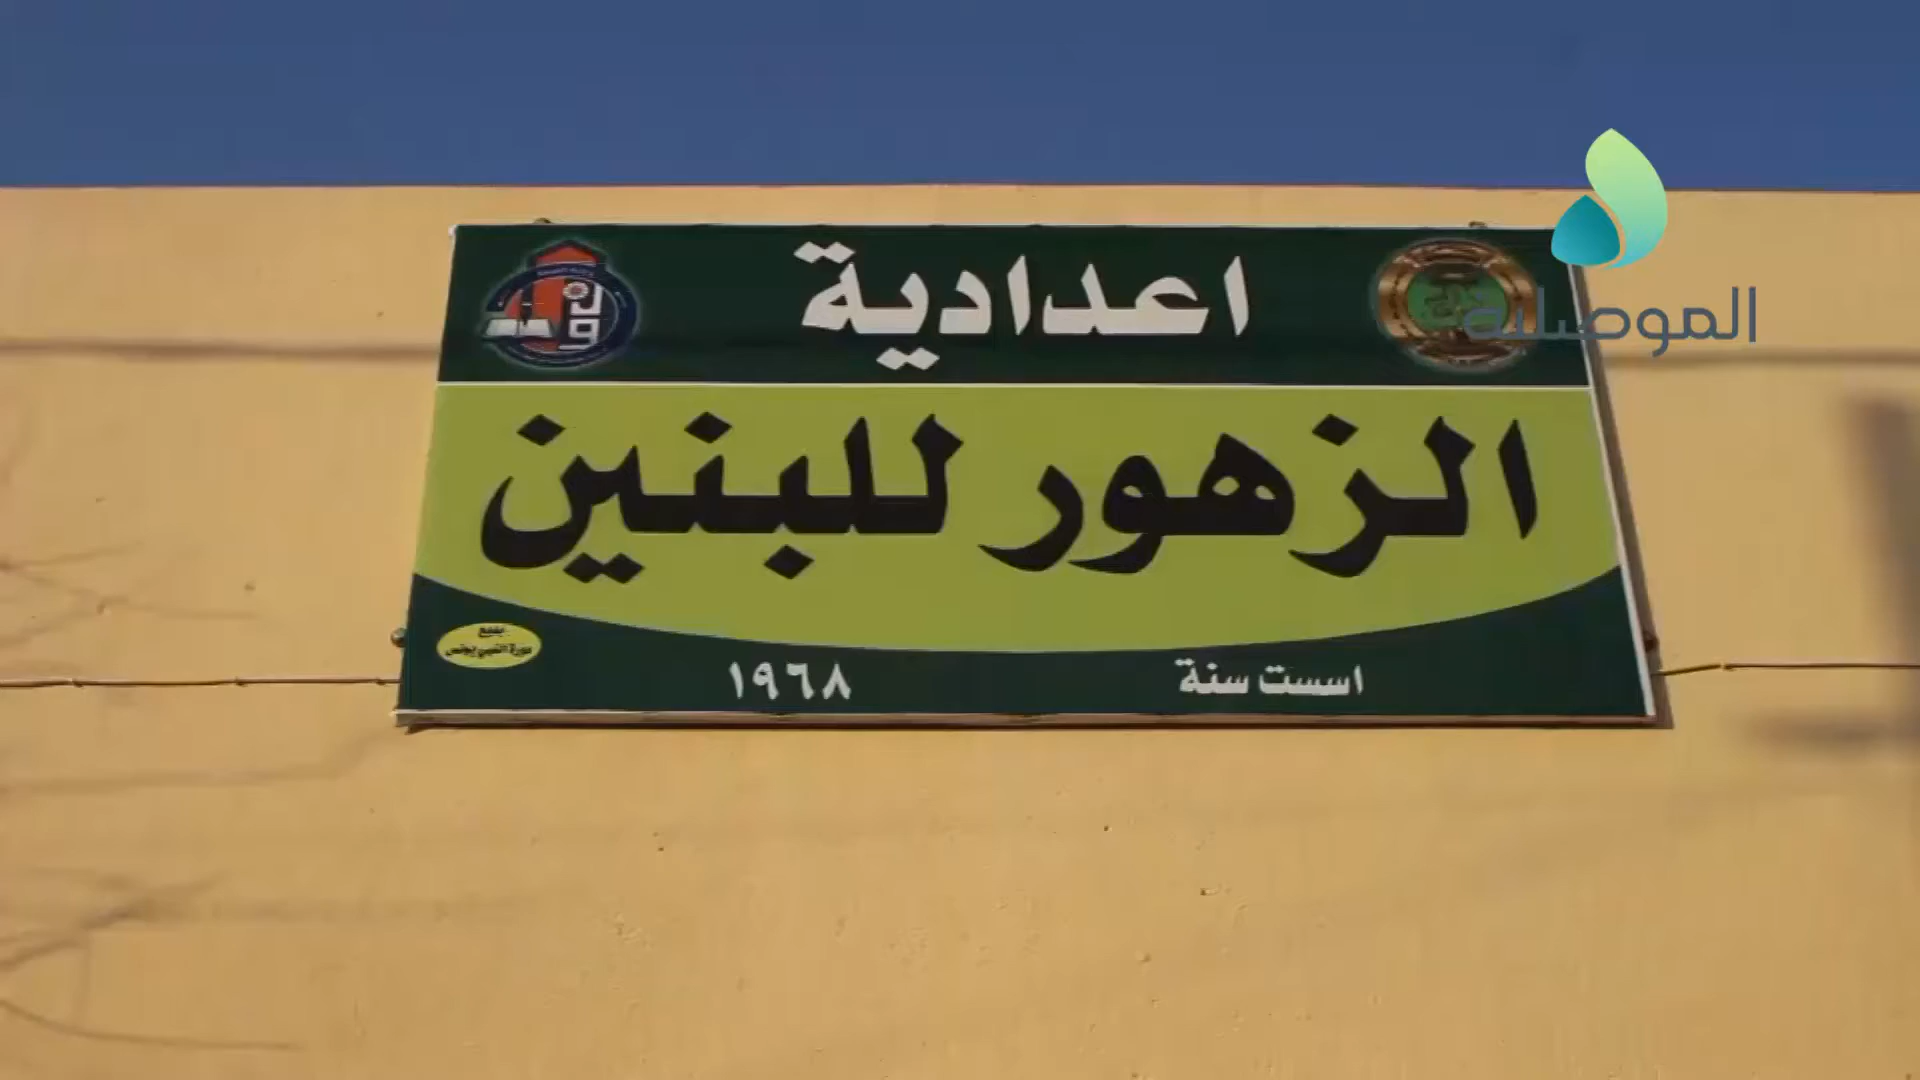 اعدادية
الموصلية
الزهور للبنين
اسست سنة ١٩٦٨